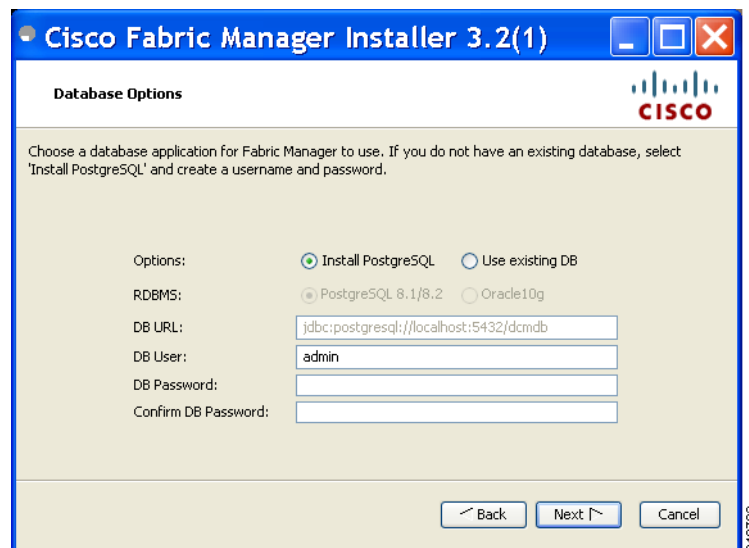 Cisco Fabric Manager Installer 3.2(1)
Database Options
CISCO
Choose a database application for Fabric Manager to use. If you do not have an existing database, select
'Install PostgreSQL' and create a username and password.
Options: Install PostgreSQL Use existing DB
RDBMS: PostgreSQL 8.1/8.2 Oracle10g
DB URL: jdbc:postgresql://localhost:5432/dcmdb
DB User: admin
DB Password:
Confirm DB Password:
Back Next Cancel